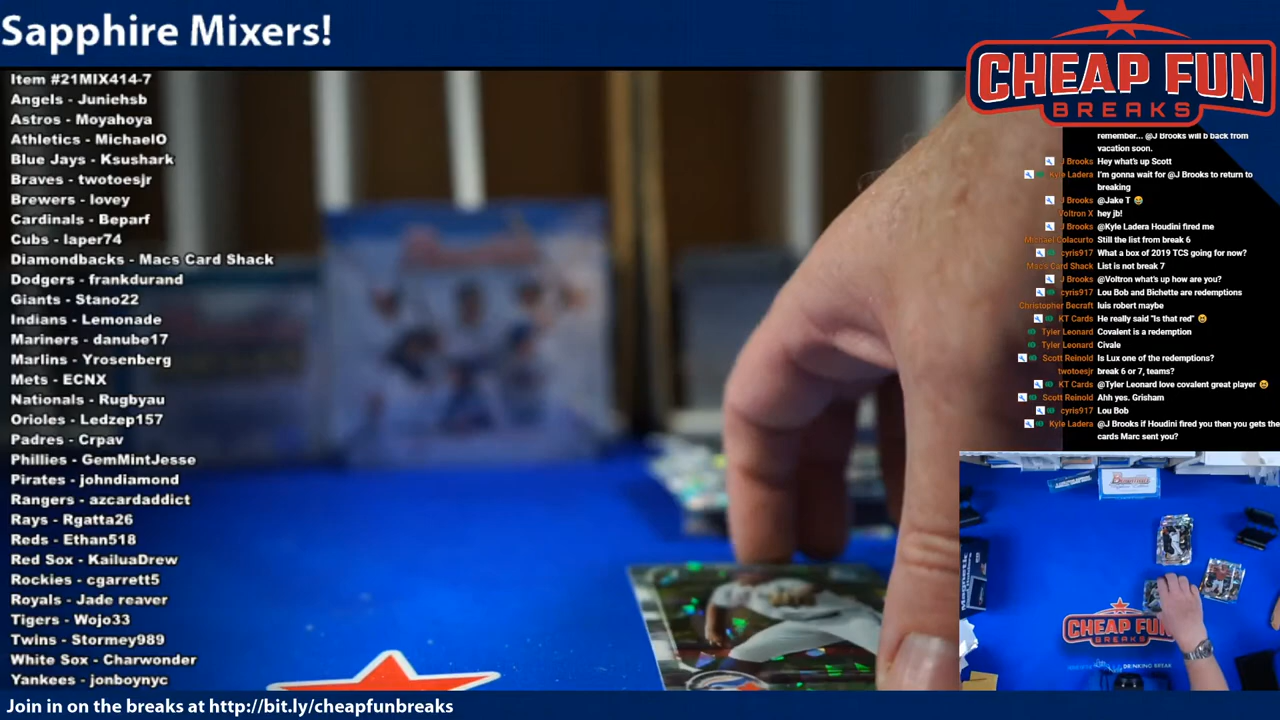 Sapphire Mixers!
CHEAP FUN
BREAKS
Item #21MIX414-7
Angels - Juniehsb
Astros - Moyahoya
Athletics - MichaelO
Blue Jays - Ksushark
Braves - twotoesjr
Brewers - lovey
Cardinals - Beparf
Cubs - laper74
Diamondbacks - Macs Card Shack
Dodgers - frankdurand
Giants - Stano22
Indians - Lemonade
Mariners - danube17
Marlins - Yrosenberg
Mets - ECNX
Nationals - Rugbyau
Orioles - Ledzep157
Padres - Crpav
Phillies - GemMintJesse
Pirates - johndiamond
Rangers - azcardaddict
Rays - Rgatta26
Reds - Ethan518
Red Sox - KailuaDrew
Rockies - cgarrett5
Royals - Jade reaver
Tigers - Wojo33
Twins - Stormey989
White Sox - Charwonder
Yankees - jonboynyc
remember... @J Brooks will b back from
vacation soon.
J Brooks Hey what's up Scott
Kyle Ladera I'm gonna wait for @J Brooks to return to
breaking
J Brooks @Jake T 😆
Voltron X hey jb!
J Brooks @Kyle Ladera Houdini fired me
Michael Colacurto Still the list from break 6
cyris917 What a box of 2019 TCS going for now?
Macs Card Shack List is not break 7
J Brooks @Voltron what's up how are you?
cyris917 Lou Bob and Bichette are redemptions
Christopher Becraft luis robert maybe
KT Cards He really said "Is that red" 😆
Tyler Leonard Covalent is a redemption
Tyler Leonard Civale
Scott Reinold Is Lux one of the redemptions?
twotoesjr break 6 or 7, teams?
KT Cards @Tyler Leonard love covalent great player 😆
Scott Reinold Ahh yes. Grisham
cyris917 Lou Bob
Kyle Ladera @J Brooks if Houdini fired you then you gets the
cards Marc sent you?
CHEAP FUN
BREAKS
DRINKING BREAK
Join in on the breaks at http://bit.ly/cheapfunbreaks